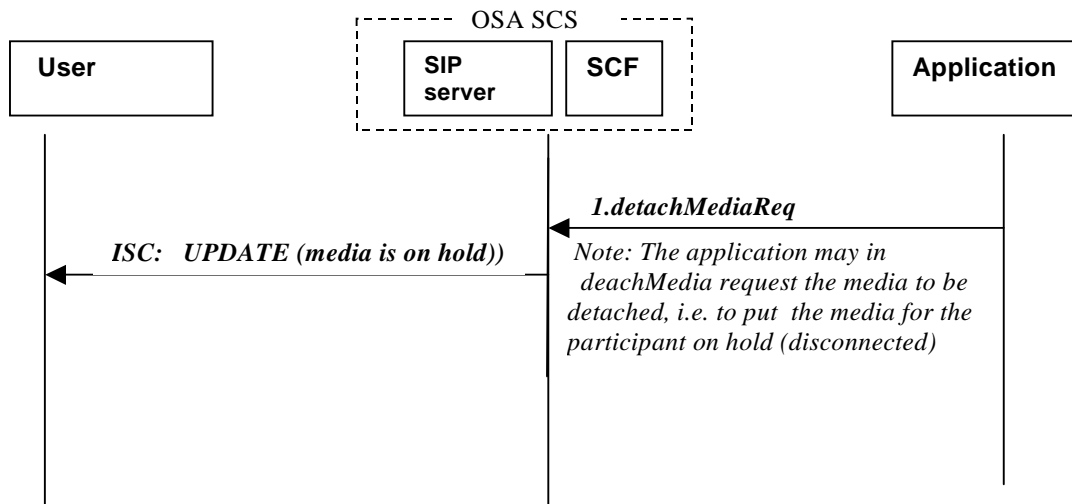 OSA SCS
User
SIP
server
SCF
Application
1.detachMediaReq
ISC:   UPDATE (media is on hold))
Note: The application may in
deachMedia request the media to be
detached, i.e. to put  the media for the
participant on hold (disconnected)